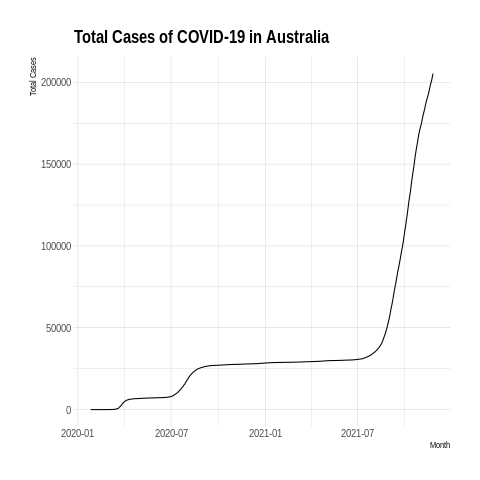 Total Cases of COVID-19 in Australia
Total Cases
200000
150000
100000
50000
0
2020-01 2020-07 2021-01 2021-07
Month